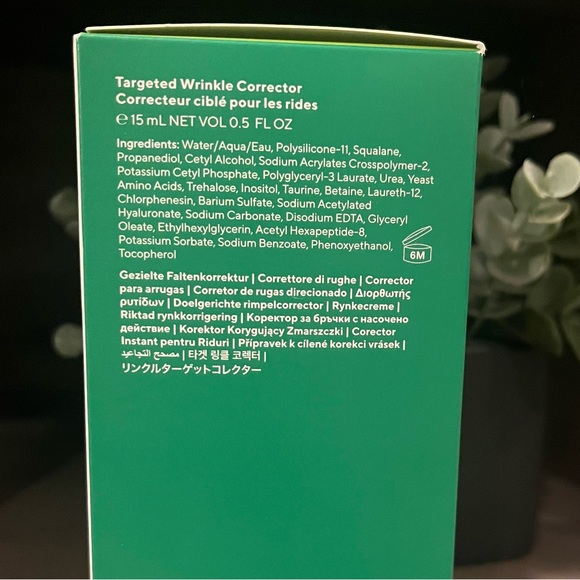 Targeted Wrinkle Corrector
Correcteur ciblé pour les rides
℮ 15 mL NET VOL 0.5 FL OZ
Ingredients: Water/Aqua/Eau, Polysilicone-11, Squalane,
Propanediol, Cetyl Alcohol, Sodium Acrylates Crosspolymer-2,
Potassium Cetyl Phosphate, Polyglyceryl-3 Laurate, Urea, Yeast
Amino Acids, Trehalose, Inositol, Taurine, Betaine, Laureth-12,
Chlorphenesin, Barium Sulfate, Sodium Acetylated
Hyaluronate, Sodium Carbonate, Disodium EDTA, Glyceryl
Oleate, Ethylhexylglycerin, Acetyl Hexapeptide-8,
Potassium Sorbate, Sodium Benzoate, Phenoxyethanol,
Tocopherol
6M
Gezielte Faltenkorrektur | Correttore di rughe | Corrector
para arrugas | Corretor de rugas direcionado | Διορθωτής
ρυτίδων | Doelgerichte rimpelcorrector | Rynkecreme |
Riktad rynkkorrigering | Коректор за бръчки с насочено
действие | Korektor Korygujący Zmarszczki | Corector
Instant pentru Riduri | Přípravek k cílené korekci vrásek |
مصحح التجاعيد | 타겟 링클 코렉터 |
リンクルターゲットコレクター